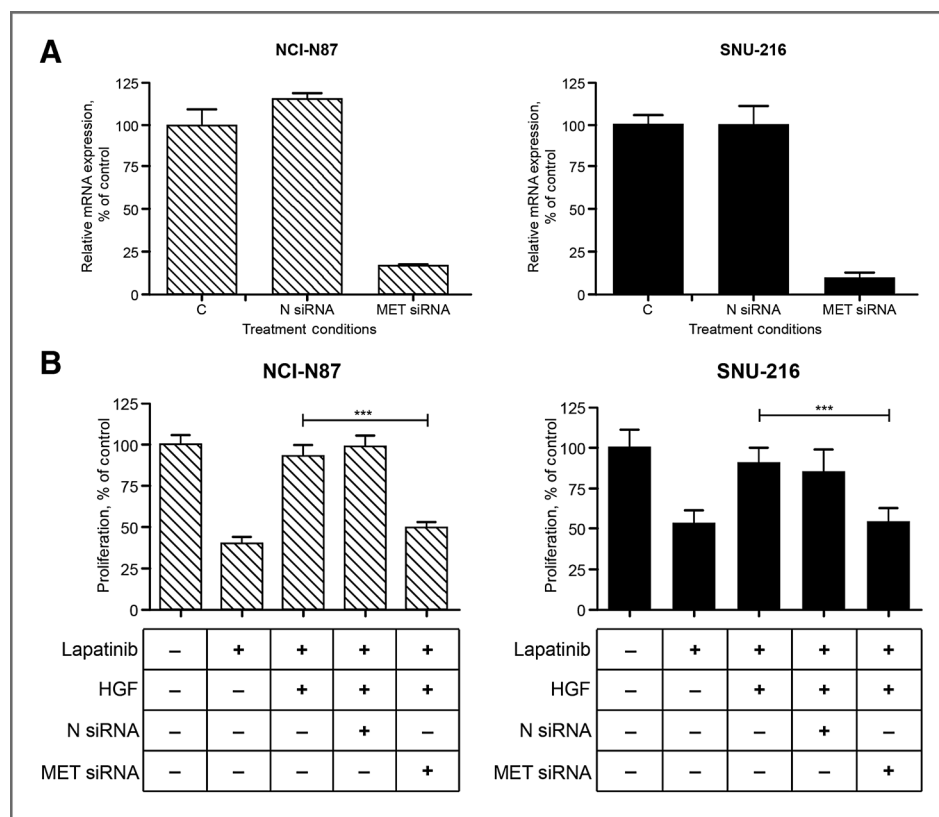 A
NCI-N87
Relative mRNA expression,
% of control
125
100
75
50
25
0
C
N siRNA
MET siRNA
Treatment conditions
SNU-216
Relative mRNA expression,
% of control
125
100
75
50
25
0
C
N siRNA
MET siRNA
Treatment conditions
B
NCI-N87
Proliferation, % of control
125
100
75
50
25
0
***
Lapatinib – + + + +
HGF – – + + +
N siRNA – – – + –
MET siRNA – – – – +
SNU-216
Proliferation, % of control
125
100
75
50
25
0
***
Lapatinib – + + + +
HGF – – + + +
N siRNA – – – + –
MET siRNA – – – – +